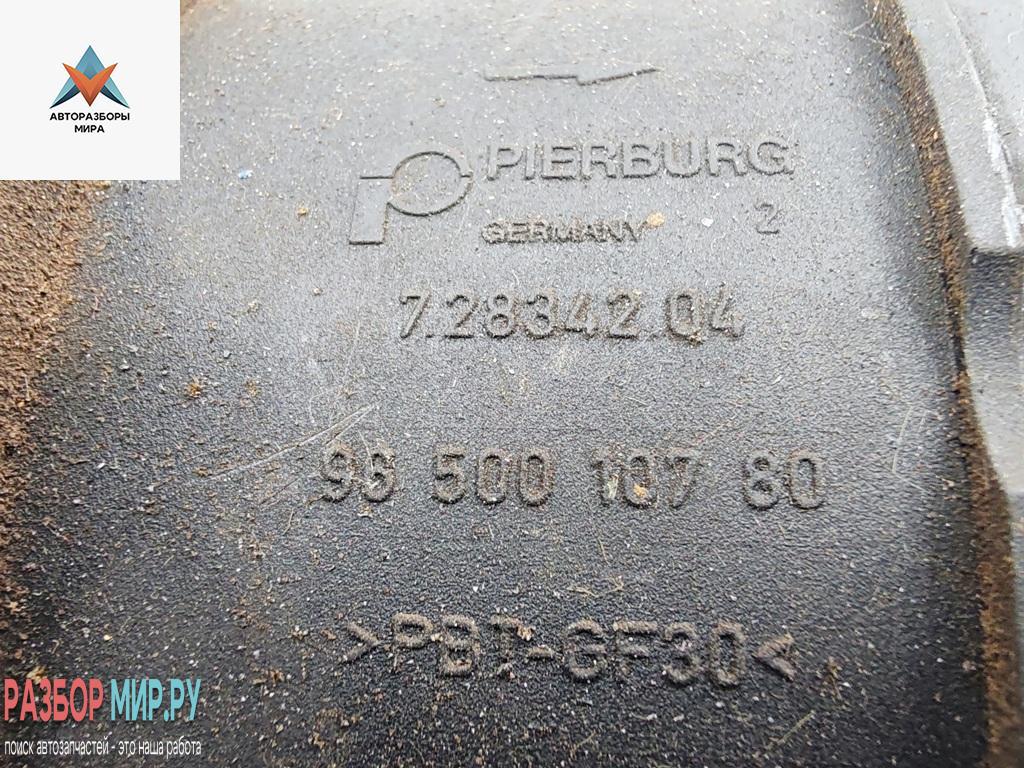 АВТОРАЗБОРЫ
МИРА
PIERBURG
GERMANY 2
7.28342.04
96 500 107 80
>PBT-GF30<
РАЗБОР МИР.РУ
поиск автозапчастей - это наша работа